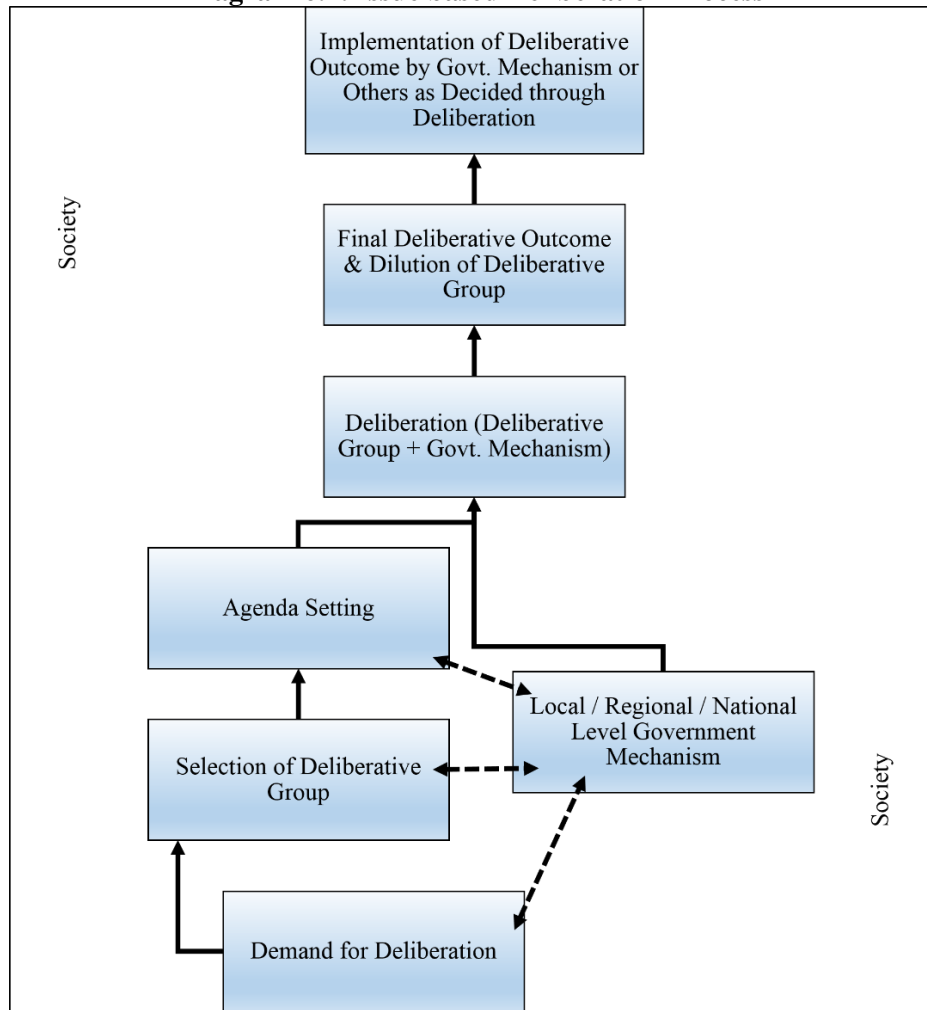 Implementation of Deliberative
Outcome by Govt. Mechanism or
Others as Decided through
Deliberation
Society
Final Deliberative Outcome
& Dilution of Deliberative
Group
Deliberation (Deliberative
Group + Govt. Mechanism)
Agenda Setting
Local / Regional / National
Level Government
Mechanism
Selection of Deliberative
Group
Society
Demand for Deliberation